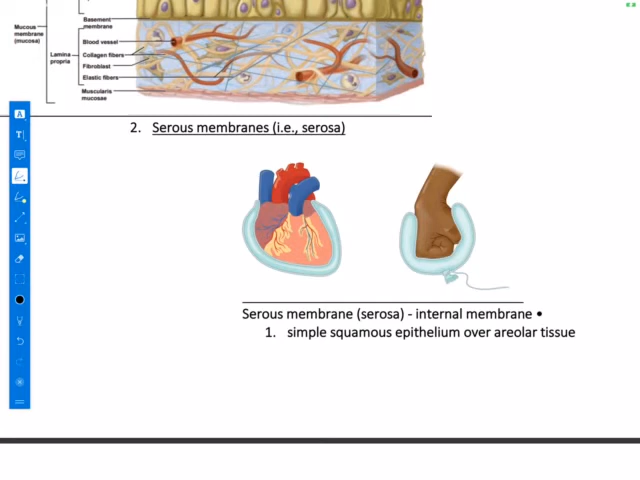 Basement
membrane
Mucous
membrane
(mucosa)
Blood vessel
Lamina
propria
Collagen fibers
Fibroblast
Elastic fibers
Muscularis
mucosae
A
T
2. Serous membranes (i.e., serosa)
Serous membrane (serosa) - internal membrane •
1. simple squamous epithelium over areolar tissue